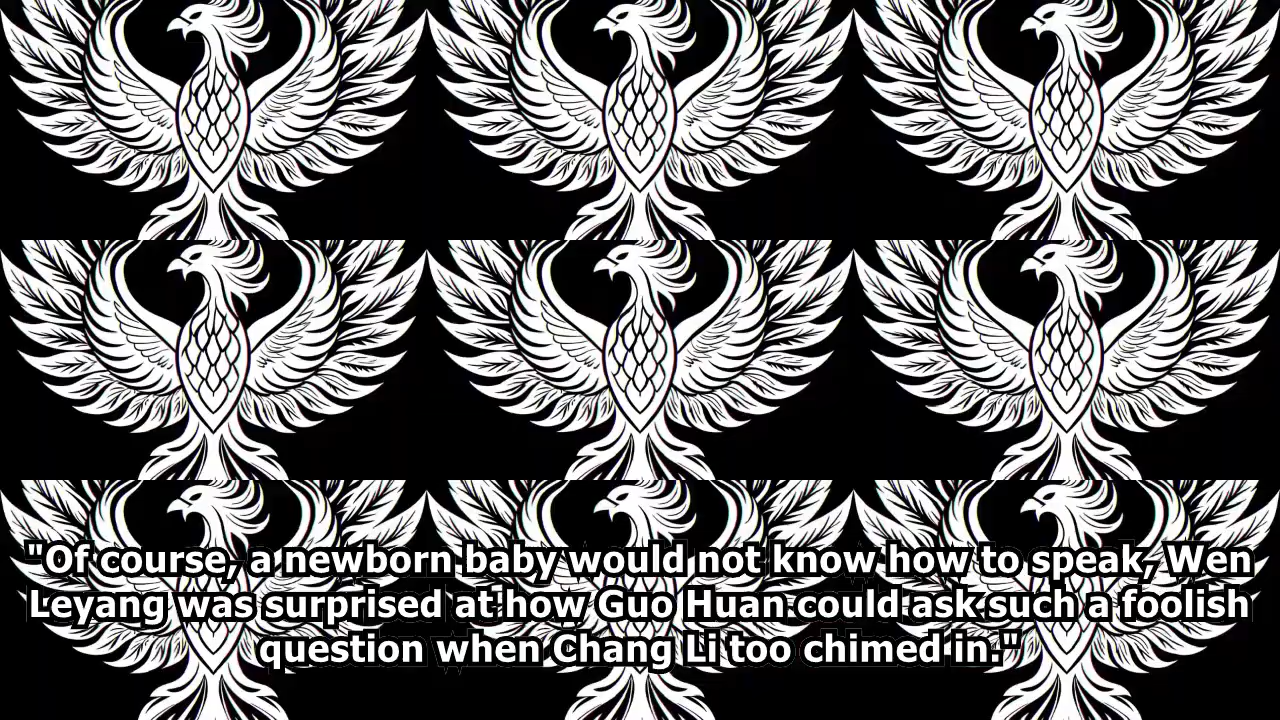 "Of course, a newborn baby would not know how to speak, Wen
Leyang was surprised at how Guo Huan could ask such a foolish
question when Chang Li too chimed in."